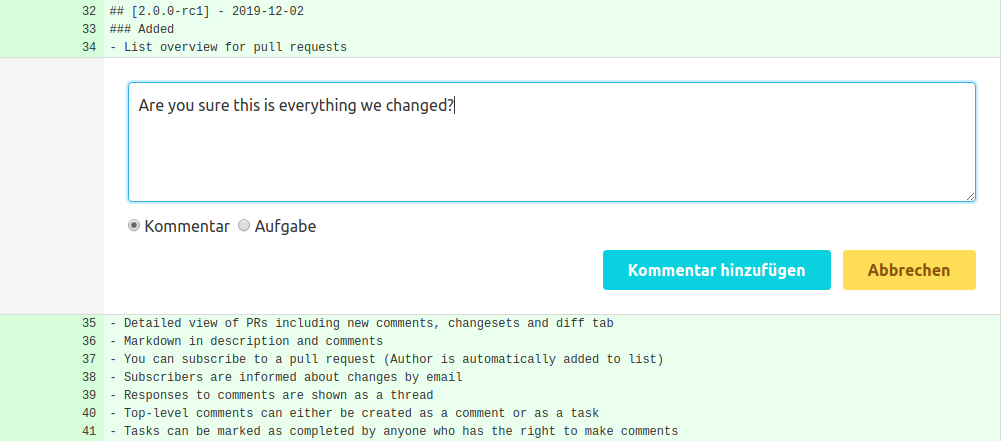 32 ## [2.0.0-rc1] - 2019-12-02
33 ### Added
34 - List overview for pull requests
Are you sure this is everything we changed?
Kommentar Aufgabe
Kommentar hinzufügen Abbrechen
35 - Detailed view of PRs including new comments, changesets and diff tab
36 - Markdown in description and comments
37 - You can subscribe to a pull request (Author is automatically added to list)
38 - Subscribers are informed about changes by email
39 - Responses to comments are shown as a thread
40 - Top-level comments can either be created as a comment or as a task
41 - Tasks can be marked as completed by anyone who has the right to make comments